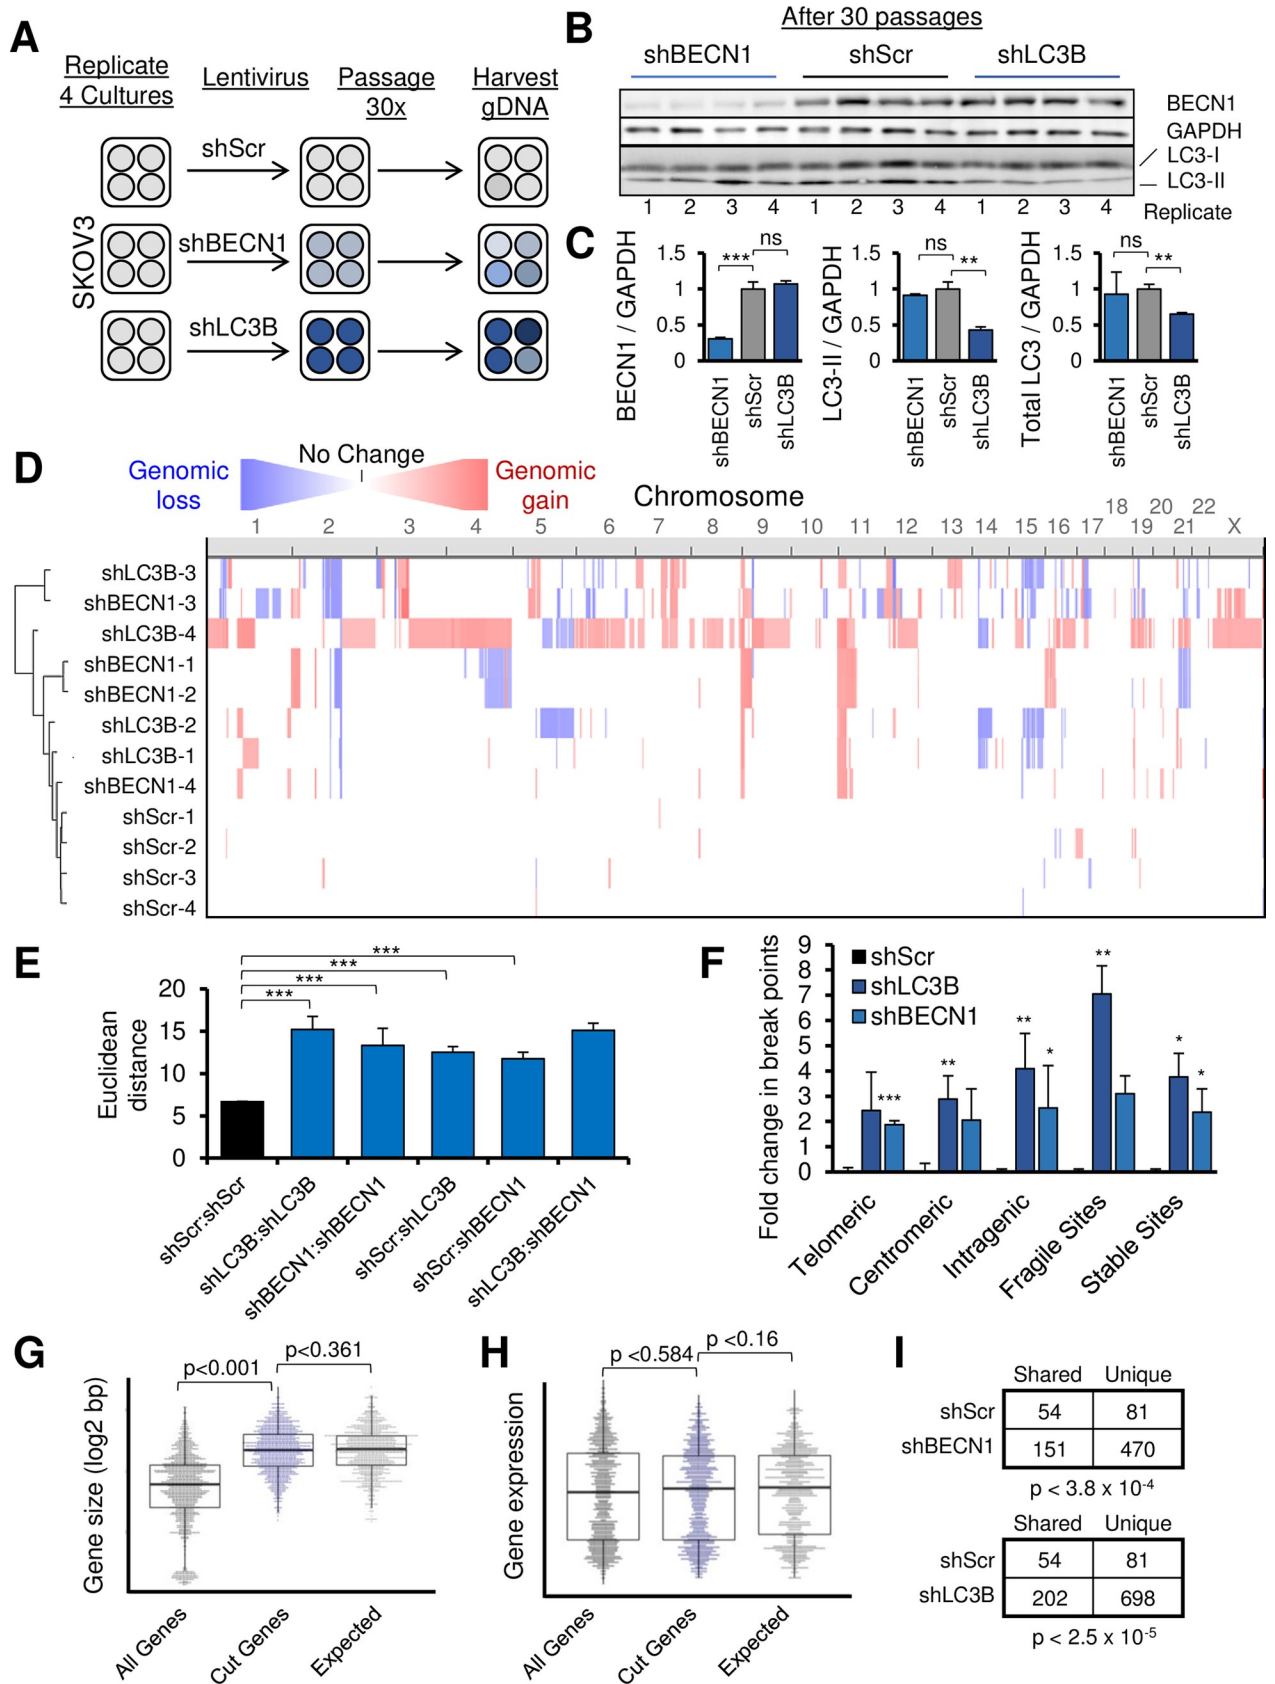 A
Replicate
4 Cultures
Lentivirus
Passage
30x
Harvest
gDNA
SKOV3
shScr
shBECN1
shLC3B
B
After 30 passages
shBECN1 shScr shLC3B
BECN1
GAPDH
LC3-I
LC3-II
1 2 3 4 1 2 3 4 1 2 3 4 Replicate
C
BECN1 / GAPDH
1.5
1
0.5
0
*** ns
shBECN1 shScr shLC3B
LC3-II / GAPDH
1.5
1
0.5
0
ns **
shBECN1 shScr shLC3B
Total LC3 / GAPDH
1.5
1
0.5
0
ns **
shBECN1 shScr shLC3B
D
Genomic
loss
No Change
Genomic
gain
Chromosome
1 2 3 4 5 6 7 8 9 10 11 12 13 14 15 16 17 18 19 20 21 22 X
shLC3B-3
shBECN1-3
shLC3B-4
shBECN1-1
shBECN1-2
shLC3B-2
shLC3B-1
shBECN1-4
shScr-1
shScr-2
shScr-3
shScr-4
E
Euclidean
distance
20
15
10
5
0
***
***
***
***
shScr:shScr
shLC3B:shLC3B
shBECN1:shBECN1
shScr:shLC3B
shScr:shBECN1
shLC3B:shBECN1
F
Fold change in break points
9
8
7
6
5
4
3
2
1
0
shScr
shLC3B
shBECN1
*** ** ** * ** * *
Telomeric
Centromeric
Intragenic
Fragile Sites
Stable Sites
G
Gene size (log2 bp)
p<0.001
p<0.361
All Genes
Cut Genes
Expected
H
Gene expression
p <0.584
p <0.16
All Genes
Cut Genes
Expected
I
Shared Unique
shScr 54 81
shBECN1 151 470
p < 3.8 x 10-4
Shared Unique
shScr 54 81
shLC3B 202 698
p < 2.5 x 10-5